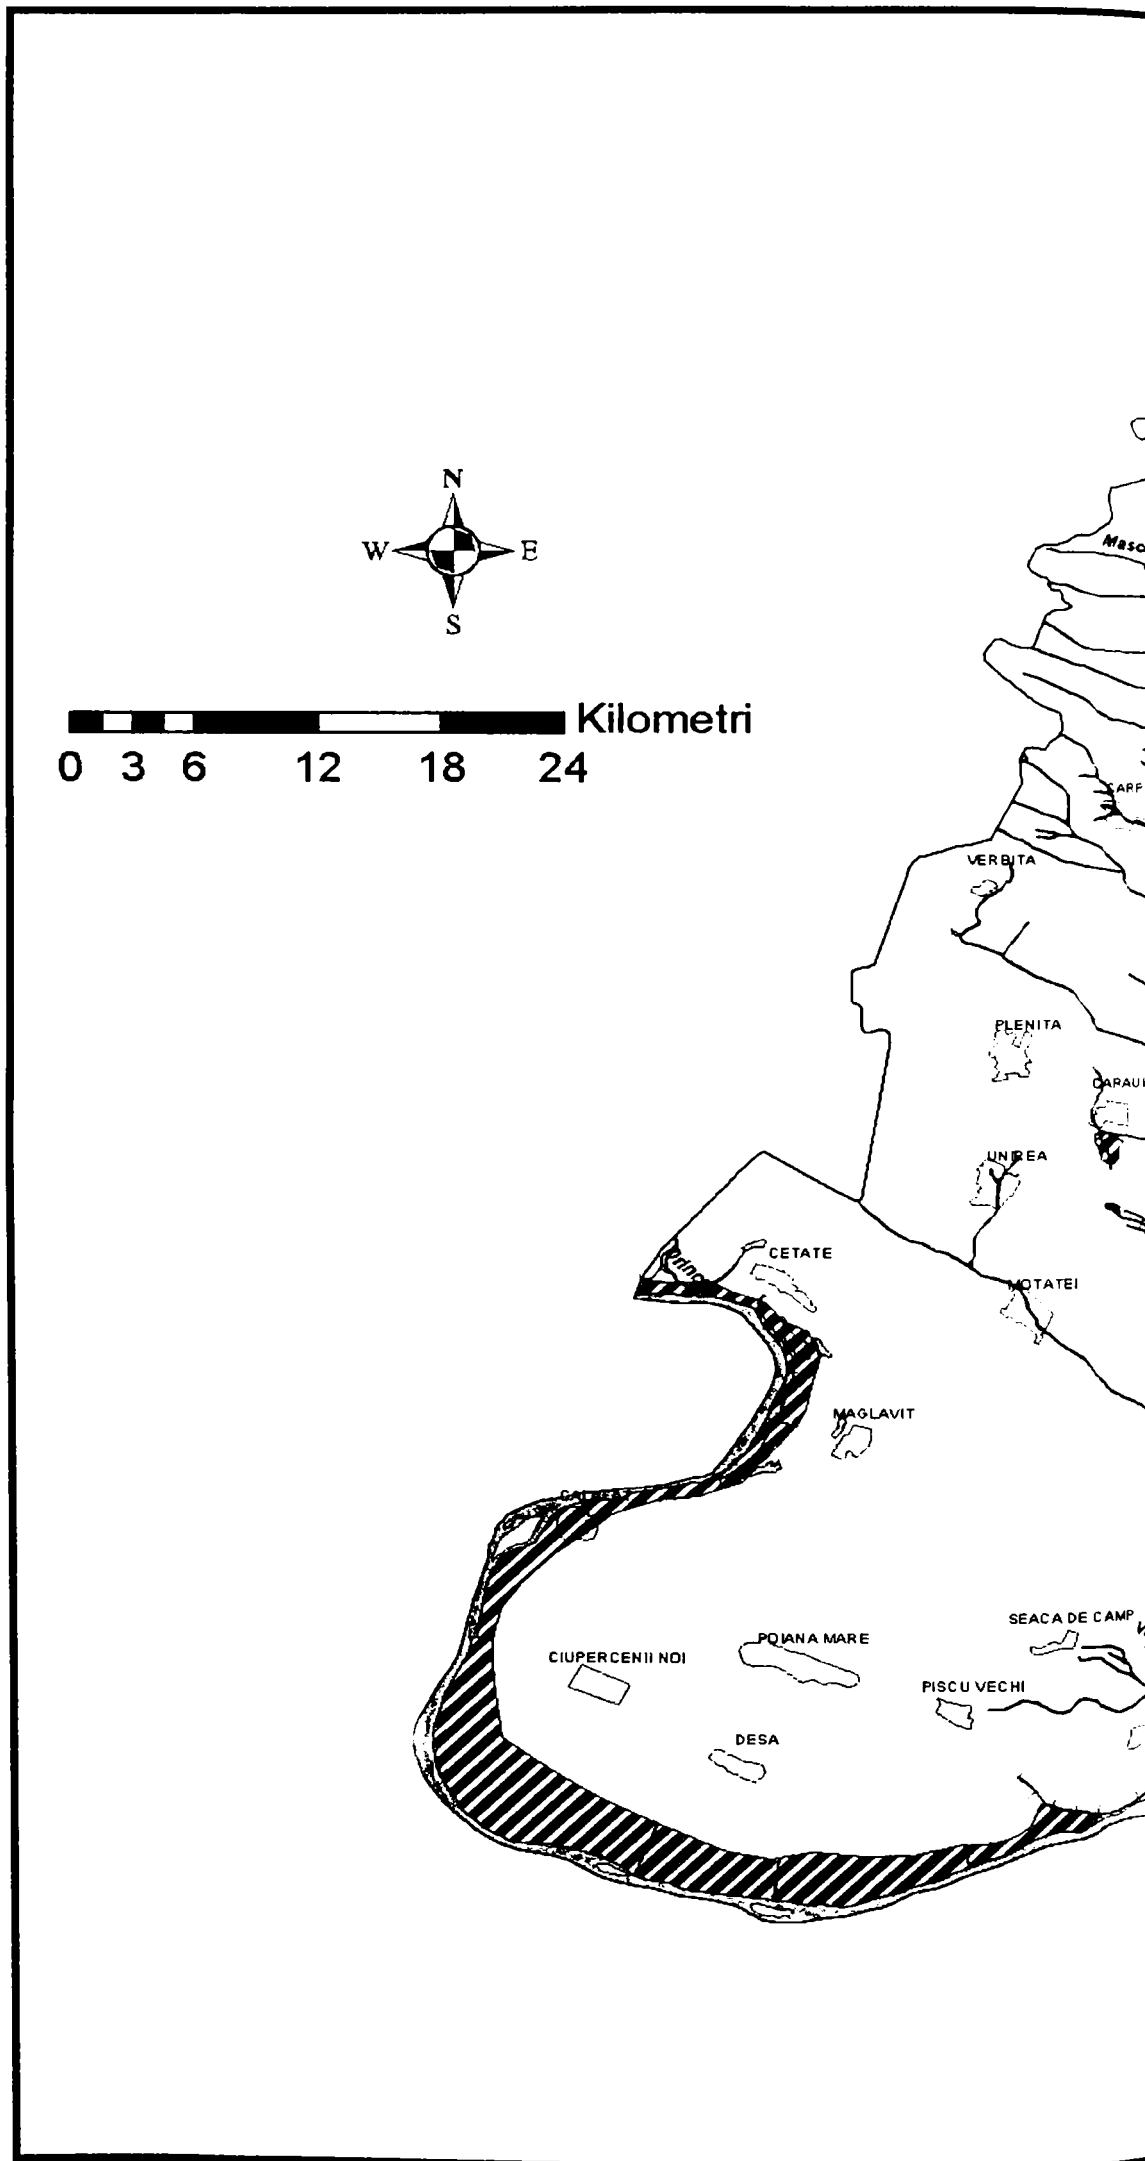 N
W E
S
Kilometri
0 3 6 12 18 24
VERBITA
PLENITA
UNIREA
CETATE
MOTATEI
MAGLAVIT
SEACA DE CAMP
POIANA MARE
CIUPERCENII NOI
PISCU VECHI
DESA